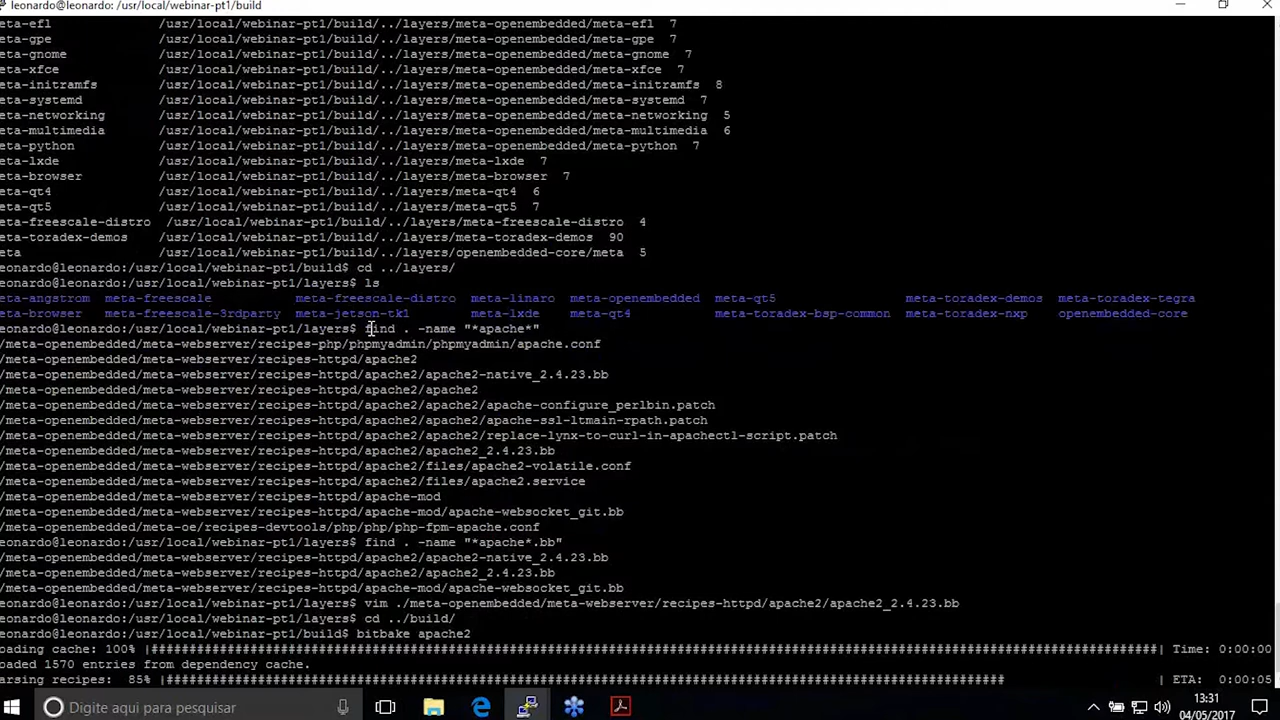 leonardo@leonardo: /usr/local/webinar-pt1/build
eta-efl /usr/local/webinar-pt1/build/../layers/meta-openembedded/meta-efl 7
eta-gpe /usr/local/webinar-pt1/build/../layers/meta-openembedded/meta-gpe 7
eta-gnome /usr/local/webinar-pt1/build/../layers/meta-openembedded/meta-gnome 7
eta-xfce /usr/local/webinar-pt1/build/../layers/meta-openembedded/meta-xfce 7
eta-initramfs /usr/local/webinar-pt1/build/../layers/meta-openembedded/meta-initramfs 8
eta-systemd /usr/local/webinar-pt1/build/../layers/meta-openembedded/meta-systemd 7
eta-networking /usr/local/webinar-pt1/build/../layers/meta-openembedded/meta-networking 5
eta-multimedia /usr/local/webinar-pt1/build/../layers/meta-openembedded/meta-multimedia 6
eta-python /usr/local/webinar-pt1/build/../layers/meta-openembedded/meta-python 7
eta-lxde /usr/local/webinar-pt1/build/../layers/meta-lxde 7
eta-browser /usr/local/webinar-pt1/build/../layers/meta-browser 7
eta-qt4 /usr/local/webinar-pt1/build/../layers/meta-qt4 6
eta-qt5 /usr/local/webinar-pt1/build/../layers/meta-qt5 7
eta-freescale-distro /usr/local/webinar-pt1/build/../layers/meta-freescale-distro 4
eta-toradex-demos /usr/local/webinar-pt1/build/../layers/meta-toradex-demos 90
eta /usr/local/webinar-pt1/build/../layers/openembedded-core/meta 5
eonardo@leonardo:/usr/local/webinar-pt1/build$ cd ../layers/
eonardo@leonardo:/usr/local/webinar-pt1/layers$ ls
eta-angstrom meta-freescale meta-freescale-distro meta-linaro meta-openembedded meta-qt5 meta-toradex-demos meta-toradex-tegra
eta-browser meta-freescale-3rdparty meta-jetson-tk1 meta-lxde meta-qt4 meta-toradex-bsp-common meta-toradex-nxp openembedded-core
eonardo@leonardo:/usr/local/webinar-pt1/layers$ find . -name "*apache*"
/meta-openembedded/meta-webserver/recipes-php/phpmyadmin/phpmyadmin/apache.conf
/meta-openembedded/meta-webserver/recipes-httpd/apache2
/meta-openembedded/meta-webserver/recipes-httpd/apache2/apache2-native_2.4.23.bb
/meta-openembedded/meta-webserver/recipes-httpd/apache2/apache2
/meta-openembedded/meta-webserver/recipes-httpd/apache2/apache2/apache-configure_perlbin.patch
/meta-openembedded/meta-webserver/recipes-httpd/apache2/apache2/apache-ssl-ltmain-rpath.patch
/meta-openembedded/meta-webserver/recipes-httpd/apache2/apache2/replace-lynx-to-curl-in-apachectl-script.patch
/meta-openembedded/meta-webserver/recipes-httpd/apache2/apache2_2.4.23.bb
/meta-openembedded/meta-webserver/recipes-httpd/apache2/files/apache2-volatile.conf
/meta-openembedded/meta-webserver/recipes-httpd/apache2/files/apache2.service
/meta-openembedded/meta-webserver/recipes-httpd/apache-mod
/meta-openembedded/meta-webserver/recipes-httpd/apache-mod/apache-websocket_git.bb
/meta-openembedded/meta-oe/recipes-devtools/php/php/php-fpm-apache.conf
eonardo@leonardo:/usr/local/webinar-pt1/layers$ find . -name "*apache*.bb"
/meta-openembedded/meta-webserver/recipes-httpd/apache2/apache2-native_2.4.23.bb
/meta-openembedded/meta-webserver/recipes-httpd/apache2/apache2_2.4.23.bb
/meta-openembedded/meta-webserver/recipes-httpd/apache-mod/apache-websocket_git.bb
eonardo@leonardo:/usr/local/webinar-pt1/layers$ vim ./meta-openembedded/meta-webserver/recipes-httpd/apache2/apache2_2.4.23.bb
eonardo@leonardo:/usr/local/webinar-pt1/layers$ cd ../build/
eonardo@leonardo:/usr/local/webinar-pt1/build$ bitbake apache2
oading cache: 100% |####################################################################################################################################| Time: 0:00:00
oaded 1570 entries from dependency cache.
arsing recipes: 85% |############################################################################################################ | ETA: 0:00:05
Digite aqui para pesquisar
13:31
04/05/2017